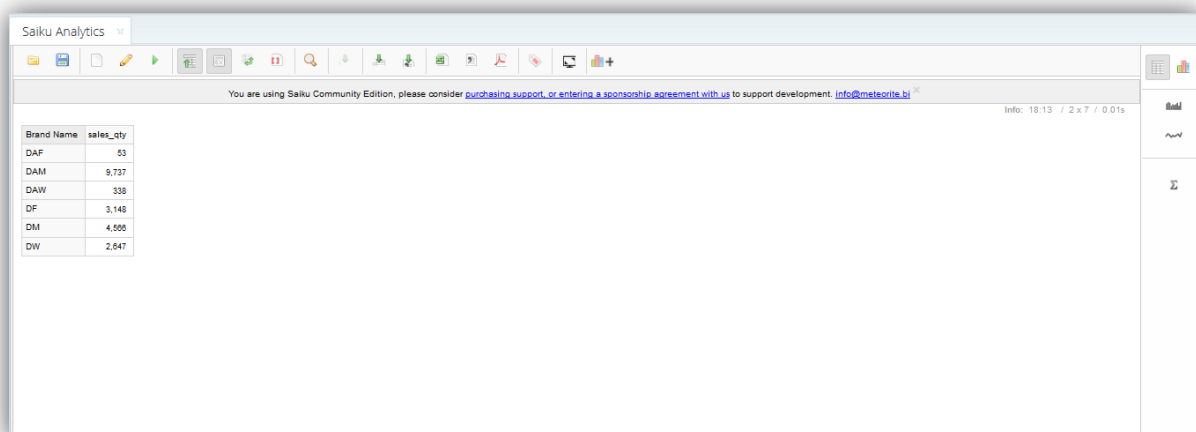 Saiku Analytics
You are using Saiku Community Edition, please consider purchasing support, or entering a sponsorship agreement with us to support development. info@meteorite.bi
Info: 18:13 / 2 x 7 / 0.01s
Brand Name sales_qty
DAF 53
DAM 9,737
DAW 338
DF 3,148
DM 4,566
DW 2,647
Σ